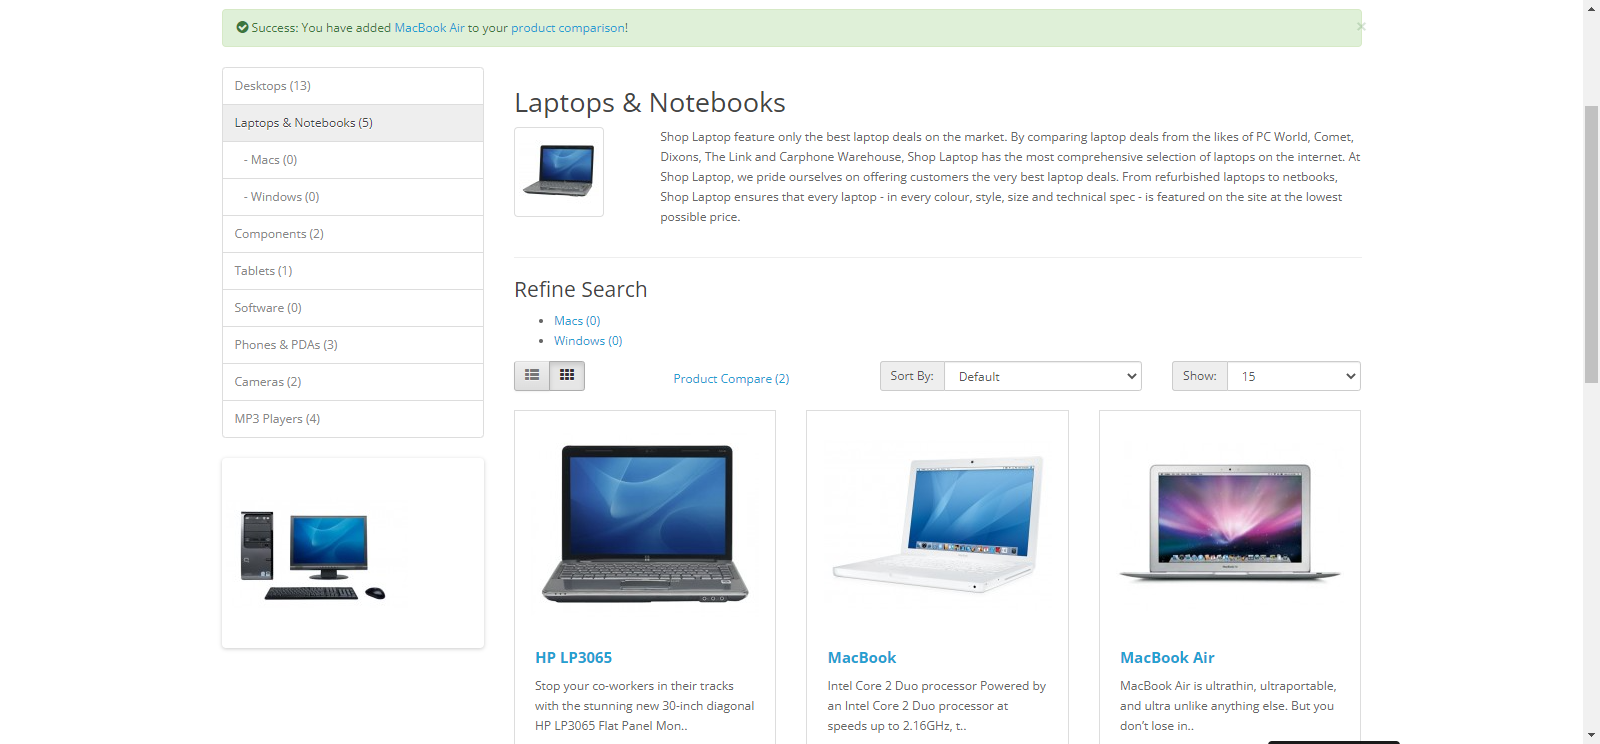 Success: You have added MacBook Air to your product comparison!
×
Desktops (13)
Laptops & Notebooks (5)
- Macs (0)
- Windows (0)
Components (2)
Tablets (1)
Software (0)
Phones & PDAs (3)
Cameras (2)
MP3 Players (4)
Laptops & Notebooks
Shop Laptop feature only the best laptop deals on the market. By comparing laptop deals from the likes of PC World, Comet,
Dixons, The Link and Carphone Warehouse, Shop Laptop has the most comprehensive selection of laptops on the internet. At
Shop Laptop, we pride ourselves on offering customers the very best laptop deals. From refurbished laptops to netbooks,
Shop Laptop ensures that every laptop - in every colour, style, size and technical spec - is featured on the site at the lowest
possible price.
Refine Search
• Macs (0)
• Windows (0)
Product Compare (2)
Sort By: Default
Show: 15
HP LP3065
Stop your co-workers in their tracks
with the stunning new 30-inch diagonal
HP LP3065 Flat Panel Mon..
MacBook
Intel Core 2 Duo processor Powered by
an Intel Core 2 Duo processor at
speeds up to 2.16GHz, t..
MacBook Air
MacBook Air is ultrathin, ultraportable,
and ultra unlike anything else. But you
don’t lose in..